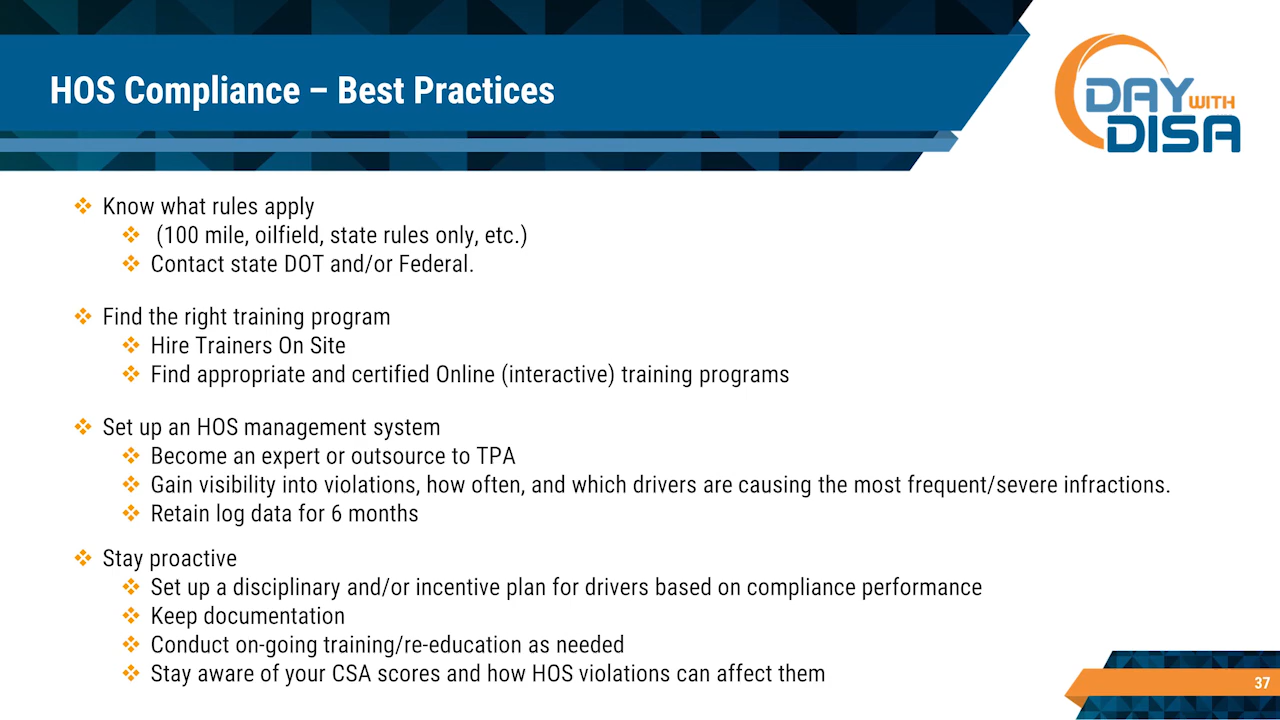 HOS Compliance – Best Practices
DAY WITH
DISA
Know what rules apply
(100 mile, oilfield, state rules only, etc.)
Contact state DOT and/or Federal.
Find the right training program
Hire Trainers On Site
Find appropriate and certified Online (interactive) training programs
Set up an HOS management system
Become an expert or outsource to TPA
Gain visibility into violations, how often, and which drivers are causing the most frequent/severe infractions.
Retain log data for 6 months
Stay proactive
Set up a disciplinary and/or incentive plan for drivers based on compliance performance
Keep documentation
Conduct on-going training/re-education as needed
Stay aware of your CSA scores and how HOS violations can affect them
37